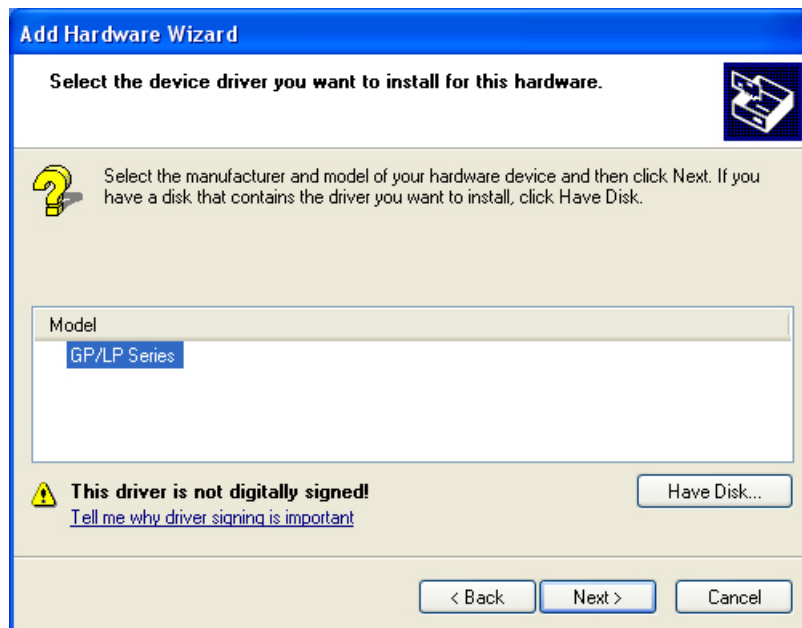 Add Hardware Wizard
Select the device driver you want to install for this hardware.
Select the manufacturer and model of your hardware device and then click Next. If you
have a disk that contains the driver you want to install, click Have Disk.
Model
GP/LP Series
This driver is not digitally signed!
Have Disk...
Tell me why driver signing is important
< Back
Next >
Cancel